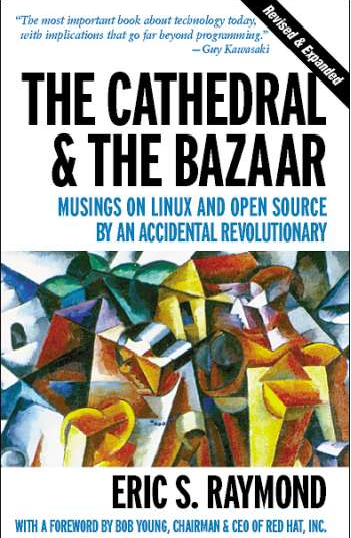 “The most important book about technology today,
with implications that go far beyond programming.”
—Guy Kawasaki
Revised & Expanded
THE CATHEDRAL
& THE BAZAAR
MUSINGS ON LINUX AND OPEN SOURCE
BY AN ACCIDENTAL REVOLUTIONARY
ERIC S. RAYMOND
WITH A FOREWORD BY BOB YOUNG, CHAIRMAN & CEO OF RED HAT, INC.